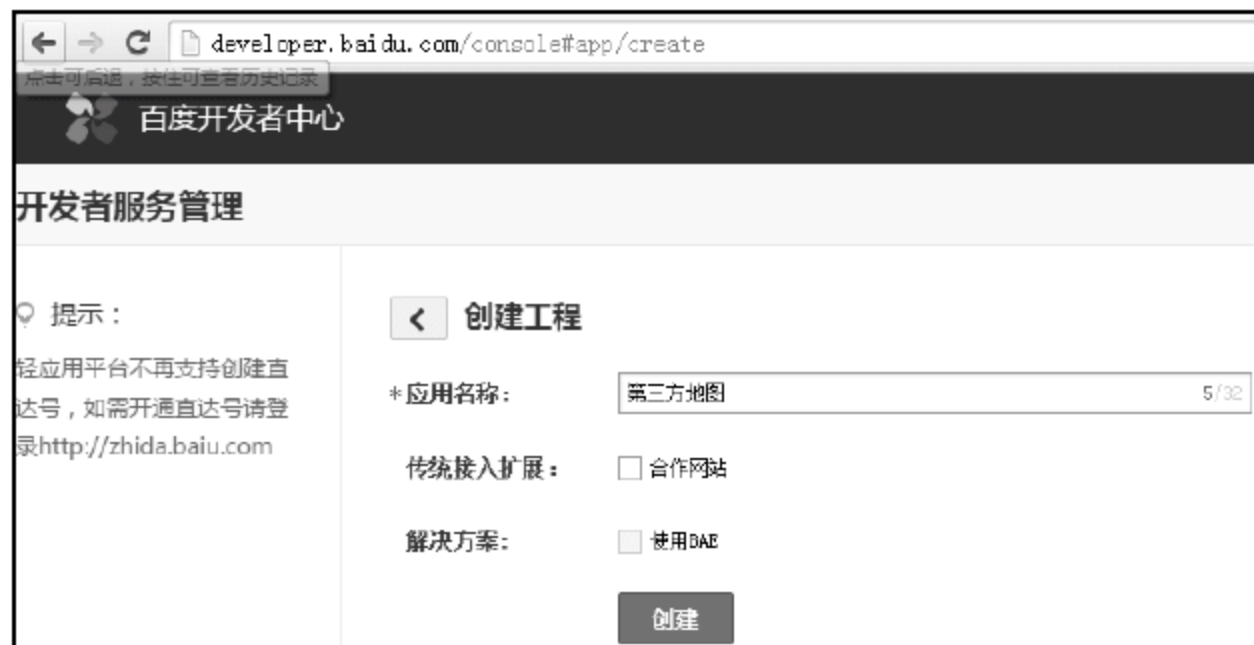 developer.baidu.com/console#app/create
点击可后退，按住可查看历史记录
百度开发者中心
开发者服务管理
提示：
轻应用平台不再支持创建直
达号，如需开通直达号请登
录http://zhida.baiu.com
创建工程
*应用名称：
第三方地图
5/32
传统接入扩展：
合作网站
解决方案：
使用BAE
创建